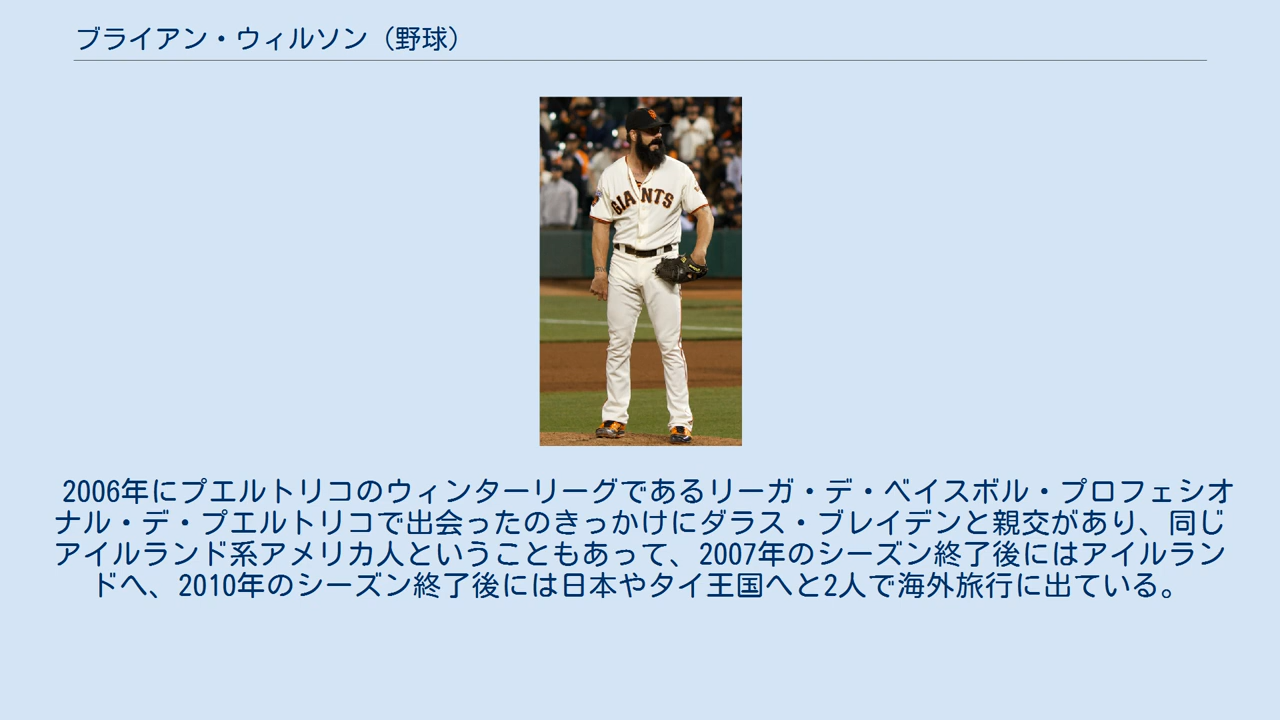 ブライアン・ウィルソン（野球）
GIANTS
2006年にプエルトリコのウィンターリーグであるリーガ・デ・ベイスボル・プロフェシオ
ナル・デ・プエルトリコで出会ったのきっかけにダラス・ブレイデンと親交があり、同じ
アイルランド系アメリカ人ということもあって、2007年のシーズン終了後にはアイルラン
ドへ、2010年のシーズン終了後には日本やタイ王国へと2人で海外旅行に出ている。